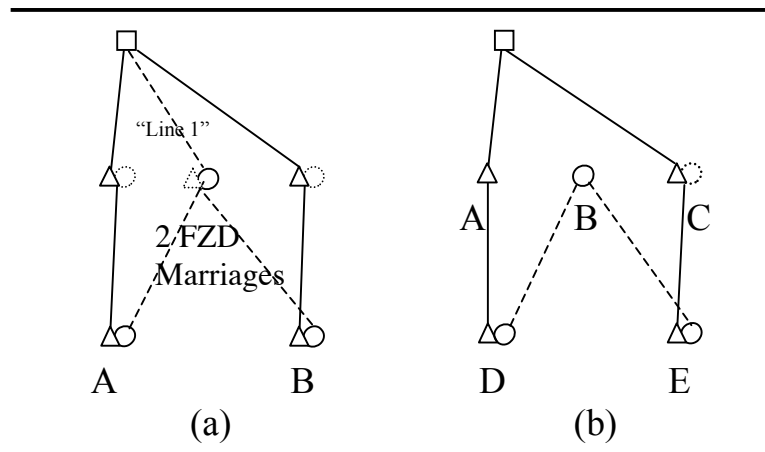 “Line 1”
2 FZD
Marriages
A B
(a)
A B C
D E
(b)